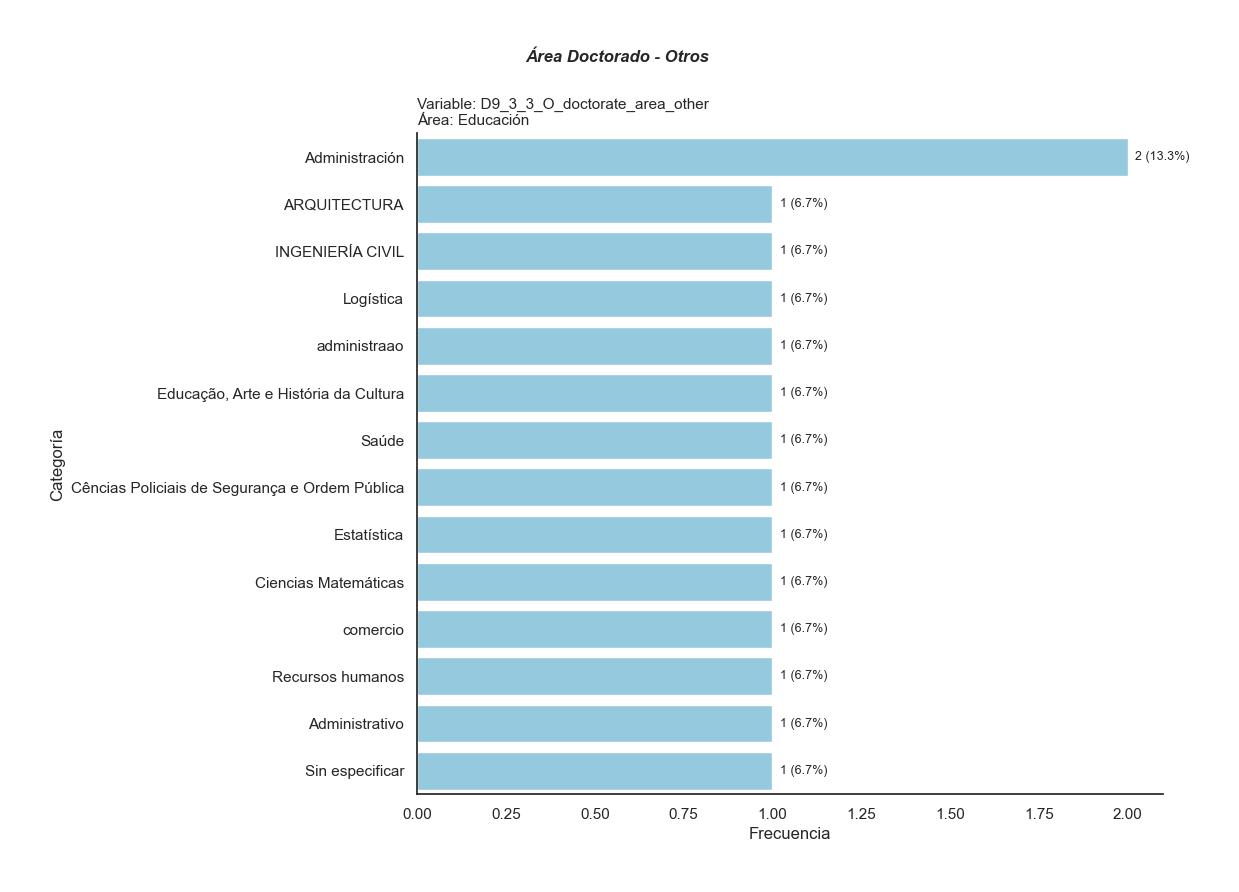 Área Doctorado - Otros
Variable: D9_3_3_O_doctorate_area_other
Área: Educación
Administración 2 (13.3%)
ARQUITECTURA 1 (6.7%)
INGENIERÍA CIVIL 1 (6.7%)
Logística 1 (6.7%)
administraao 1 (6.7%)
Educação, Arte e História da Cultura 1 (6.7%)
Saúde 1 (6.7%)
Cências Policiais de Segurança e Ordem Pública 1 (6.7%)
Estatística 1 (6.7%)
Ciencias Matemáticas 1 (6.7%)
comercio 1 (6.7%)
Recursos humanos 1 (6.7%)
Administrativo 1 (6.7%)
Sin especificar 1 (6.7%)
Categoría
0.00 0.25 0.50 0.75 1.00 1.25 1.50 1.75 2.00
Frecuencia